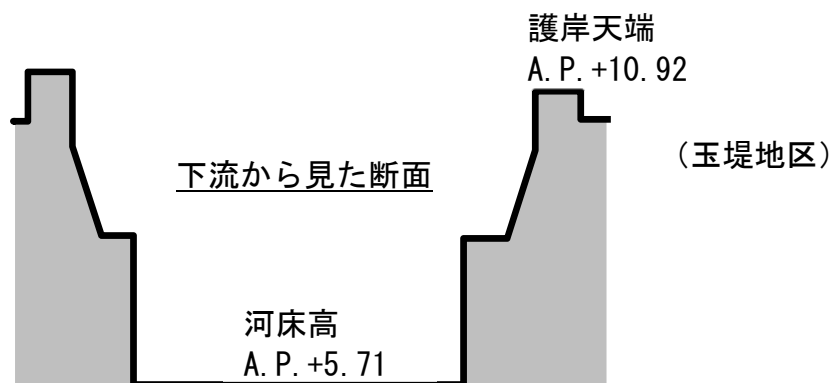 護岸天端
A.P.+10.92
(玉堤地区)
下流から見た断面
河床高
A.P.+5.71